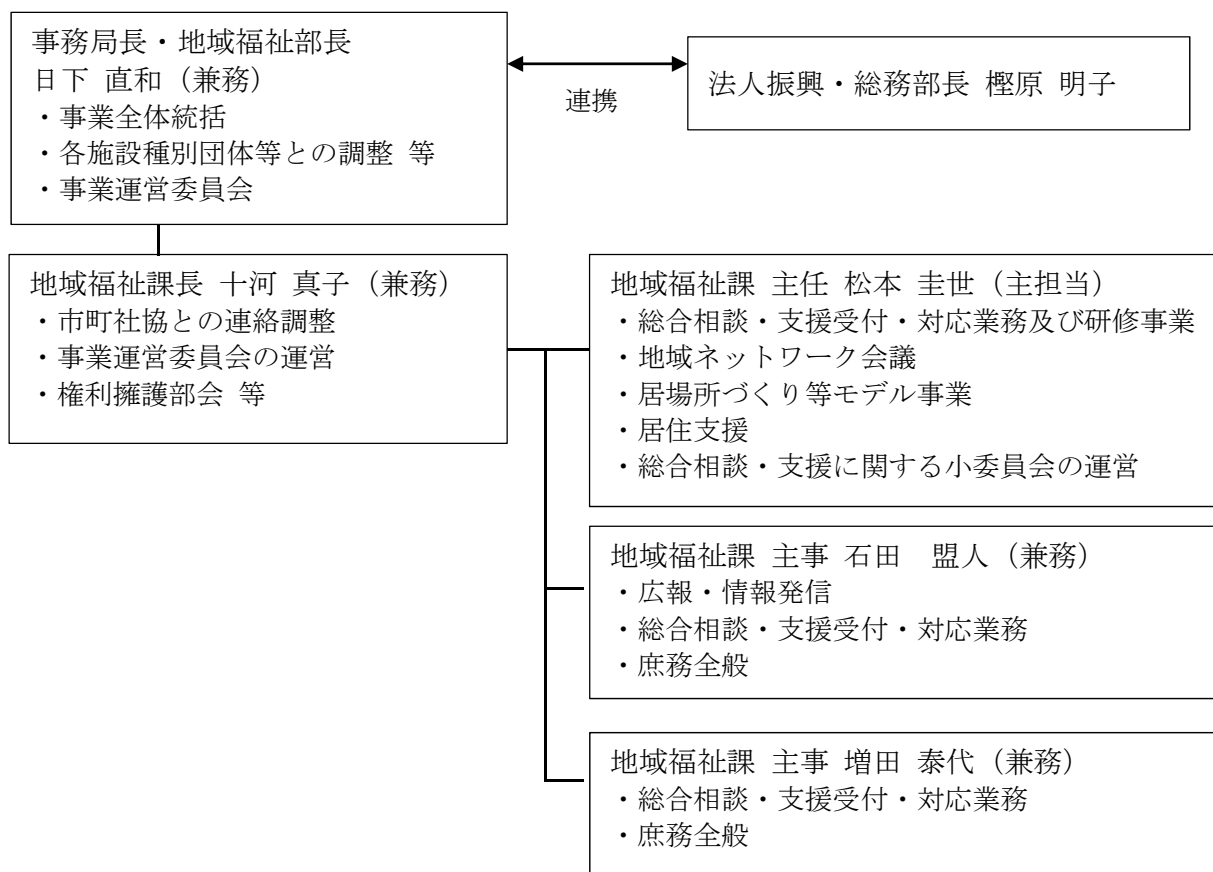 事務局長・地域福祉部長
日下 直和（兼務）
・事業全体統括
・各施設種別団体等との調整 等
・事業運営委員会
連携
法人振興・総務部長 樫原 明子
地域福祉課長 十河 真子（兼務）
・市町社協との連絡調整
・事業運営委員会の運営
・権利擁護部会 等
地域福祉課 主任 松本 圭世（主担当）
・総合相談・支援受付・対応業務及び研修事業
・地域ネットワーク会議
・居場所づくり等モデル事業
・居住支援
・総合相談・支援に関する小委員会の運営
地域福祉課 主事 石田　盟人（兼務）
・広報・情報発信
・総合相談・支援受付・対応業務
・庶務全般
地域福祉課 主事 増田 泰代（兼務）
・総合相談・支援受付・対応業務
・庶務全般